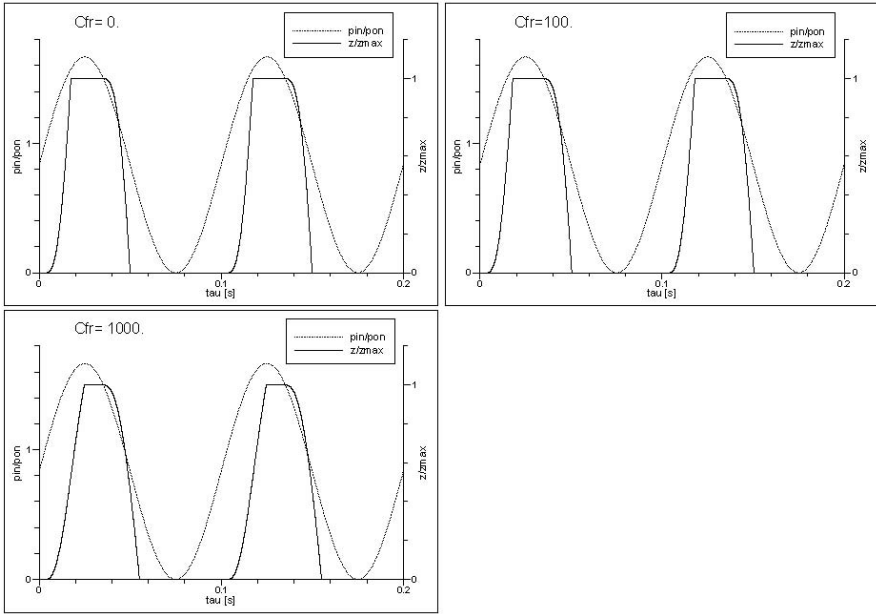 Cfr= 0.
pin/pon
z/zmax
pin/pon
1
0
z/zmax
1
0
0
0.1
0.2
tau [s]
Cfr=100.
pin/pon
z/zmax
pin/pon
1
0
z/zmax
1
0
0
0.1
0.2
tau [s]
Cfr= 1000.
pin/pon
z/zmax
pin/pon
1
0
z/zmax
1
0
0
0.1
0.2
tau [s]